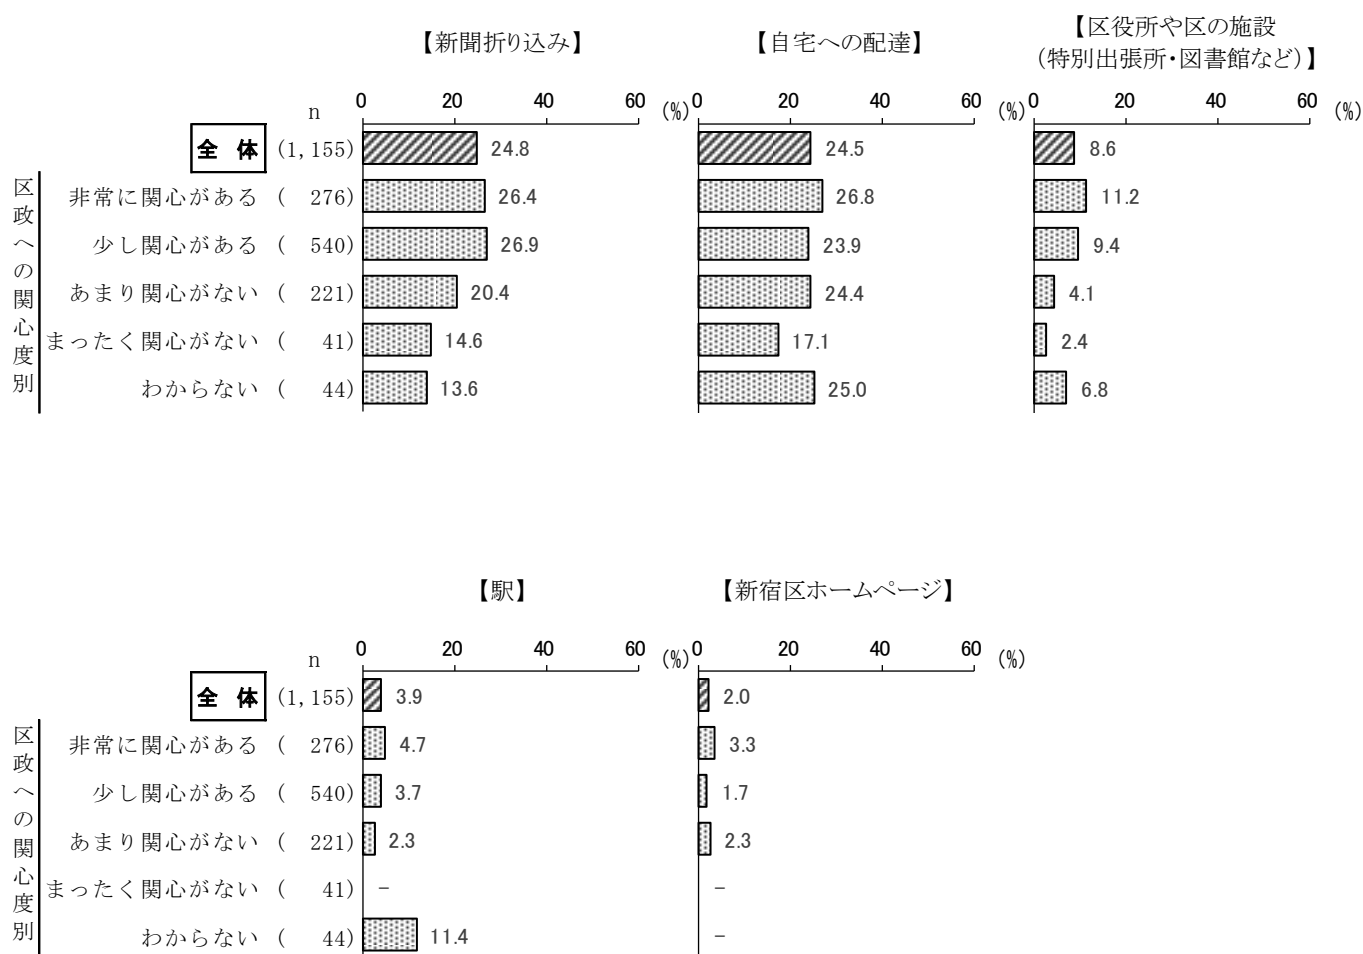 【新聞折り込み】 【自宅への配達】 【区役所や区の施設
(特別出張所・図書館など)】
n 0 20 40 60 (%) 0 20 40 60 (%) 0 20 40 60 (%)
全 体 (1,155) 24.8 24.5 8.6
区政への関心度別
非常に関心がある ( 276) 26.4 26.8 11.2
少し関心がある ( 540) 26.9 23.9 9.4
あまり関心がない ( 221) 20.4 24.4 4.1
まったく関心がない ( 41) 14.6 17.1 2.4
わからない ( 44) 13.6 25.0 6.8
【駅】 【新宿区ホームページ】
n 0 20 40 60 (%) 0 20 40 60 (%)
全 体 (1,155) 3.9 2.0
区政への関心度別
非常に関心がある ( 276) 4.7 3.3
少し関心がある ( 540) 3.7 1.7
あまり関心がない ( 221) 2.3 2.3
まったく関心がない ( 41) - -
わからない ( 44) 11.4 -